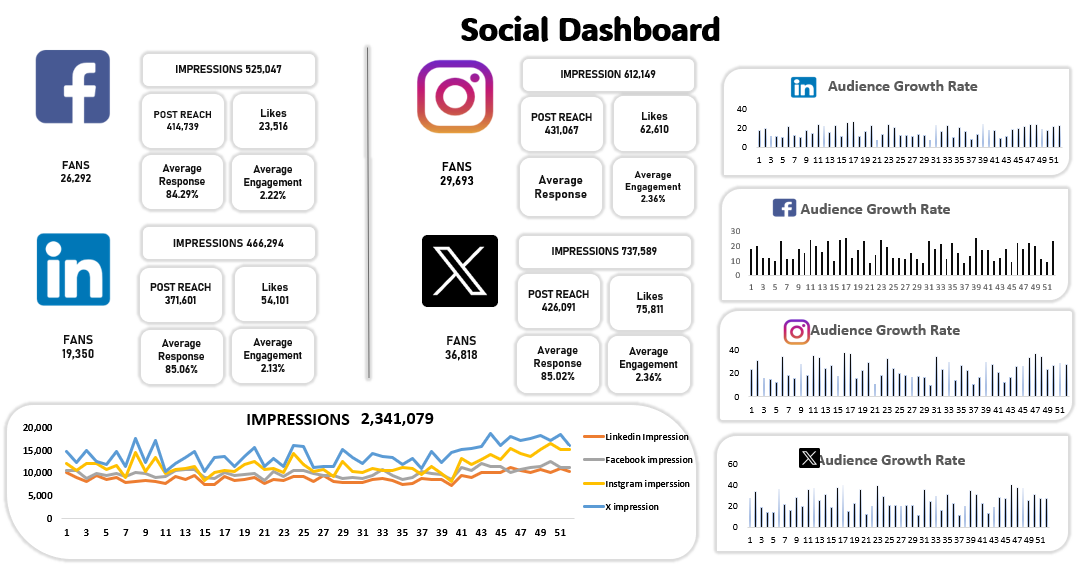 Social Dashboard
IMPRESSIONS 525,047
POST REACH
414,739
Likes
23,516
FANS
26,292
Average
Response
84.29%
Average
Engagement
2.22%
IMPRESSION 612,149
POST REACH
431,067
Likes
62,610
FANS
29,693
Average
Response
Average
Engagement
2.36%
in
IMPRESSIONS 466,294
POST REACH
371,601
Likes
54,101
FANS
19,350
Average
Response
85.06%
Average
Engagement
2.13%
IMPRESSIONS 737,589
POST REACH
426,091
Likes
75,811
FANS
36,818
Average
Response
85.02%
Average
Engagement
2.36%
in Audience Growth Rate
40
20
0
1 3 5 7 9 11 13 15 17 19 21 23 25 27 29 31 33 35 37 39 41 43 45 47 49 51
Audience Growth Rate
30
20
10
0
1 3 5 7 9 11 13 15 17 19 21 23 25 27 29 31 33 35 37 39 41 43 45 47 49 51
Audience Growth Rate
40
20
0
1 3 5 7 9 11 13 15 17 19 21 23 25 27 29 31 33 35 37 39 41 43 45 47 49 51
Audience Growth Rate
60
40
20
0
1 3 5 7 9 11 13 15 17 19 21 23 25 27 29 31 33 35 37 39 41 43 45 47 49 51
IMPRESSIONS 2,341,079
20,000
15,000
10,000
5,000
0
1 3 5 7 9 11 13 15 17 19 21 23 25 27 29 31 33 35 37 39 41 43 45 47 49 51
Linkedin Impression
Facebook impression
Instgram imperssion
X impression